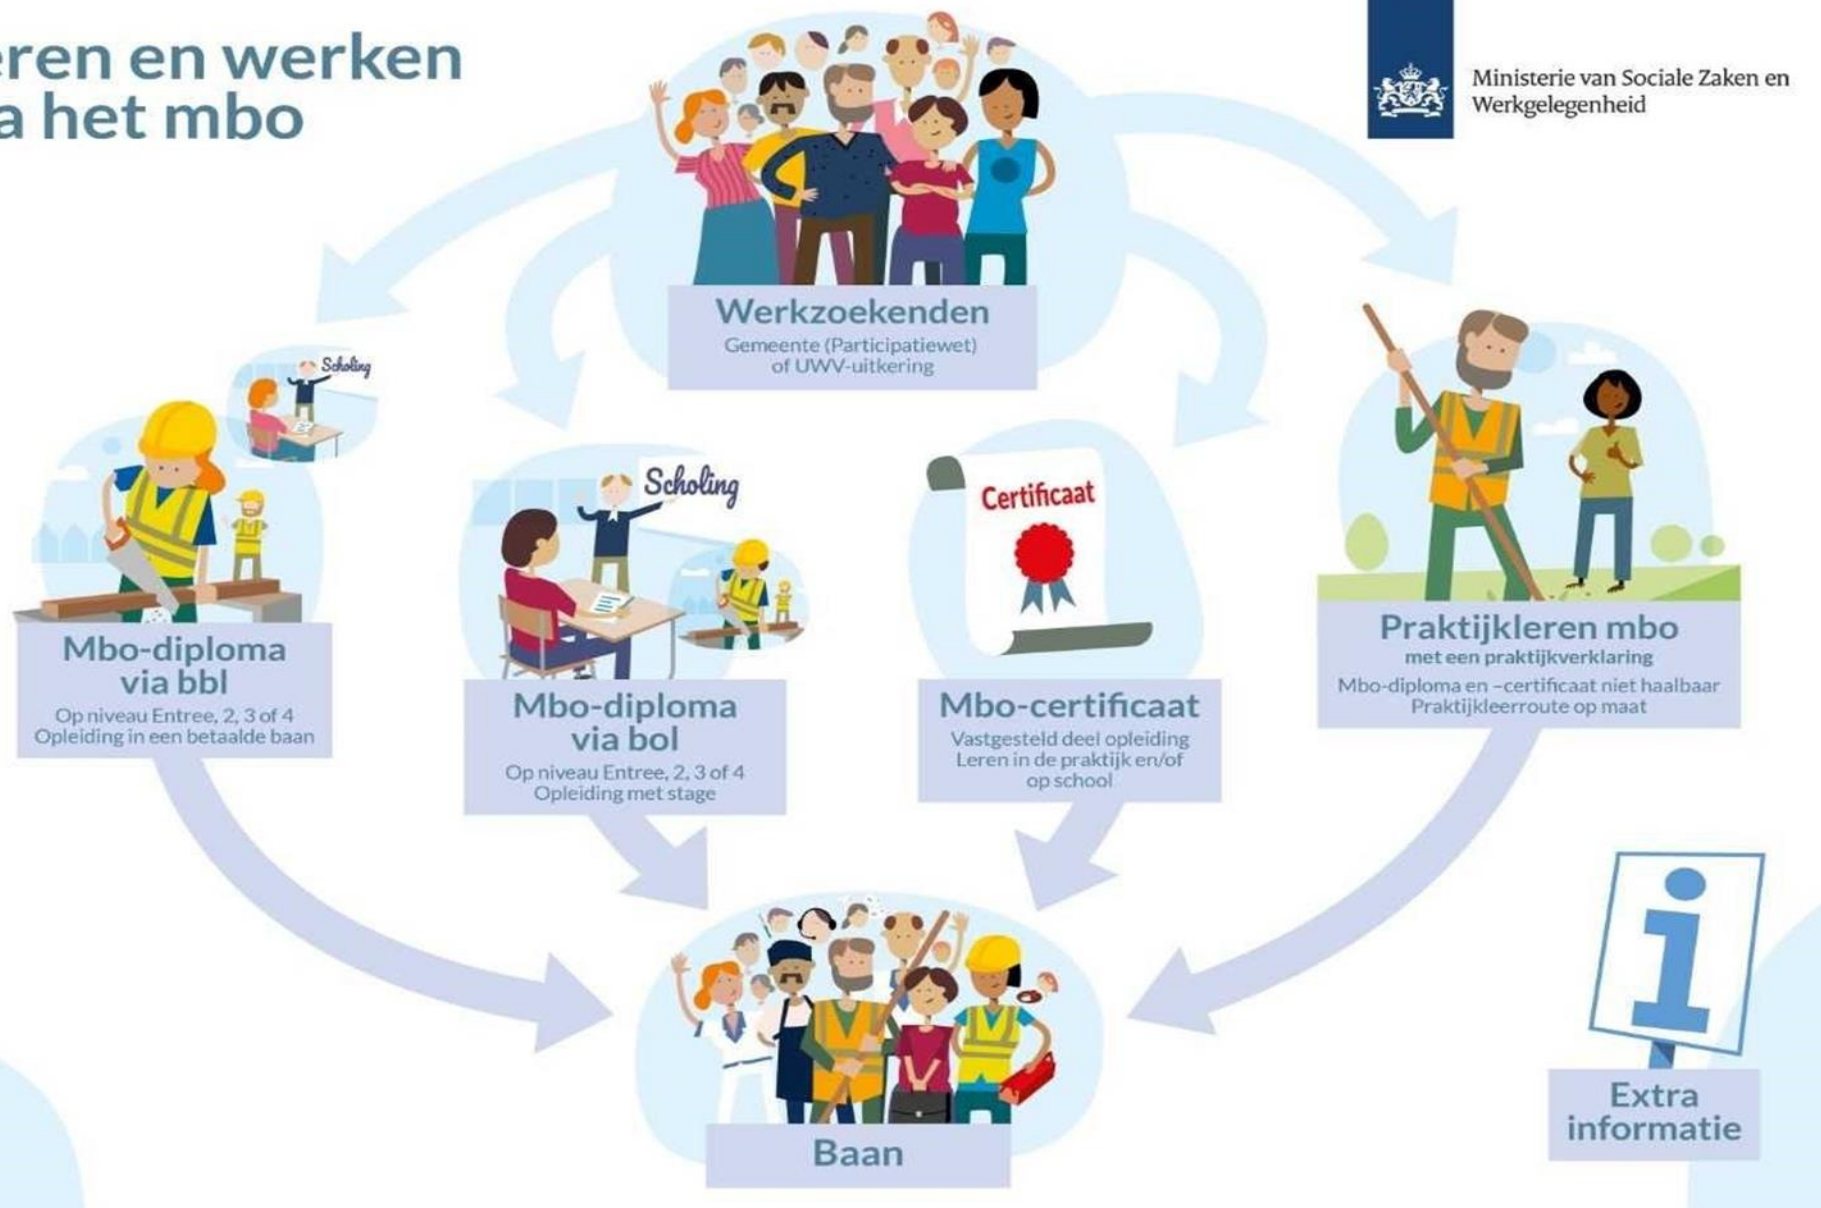 eren en werken
a het mbo
Ministerie van Sociale Zaken en
Werkgelegenheid
Werkzoekenden
Gemeente (Participatiewet)
of UWV-uitkering
Scholing
Mbo-diploma
via bbl
Op niveau Entree, 2, 3 of 4
Opleiding in een betaalde baan
Scholing
Mbo-diploma
via bol
Op niveau Entree, 2, 3 of 4
Opleiding met stage
Certificaat
Mbo-certificaat
Vastgesteld deel opleiding
Leren in de praktijk en/of
op school
Praktijkleren mbo
met een praktijkverklaring
Mbo-diploma en –certificaat niet haalbaar
Praktijkleerroute op maat
Baan
i
Extra
informatie